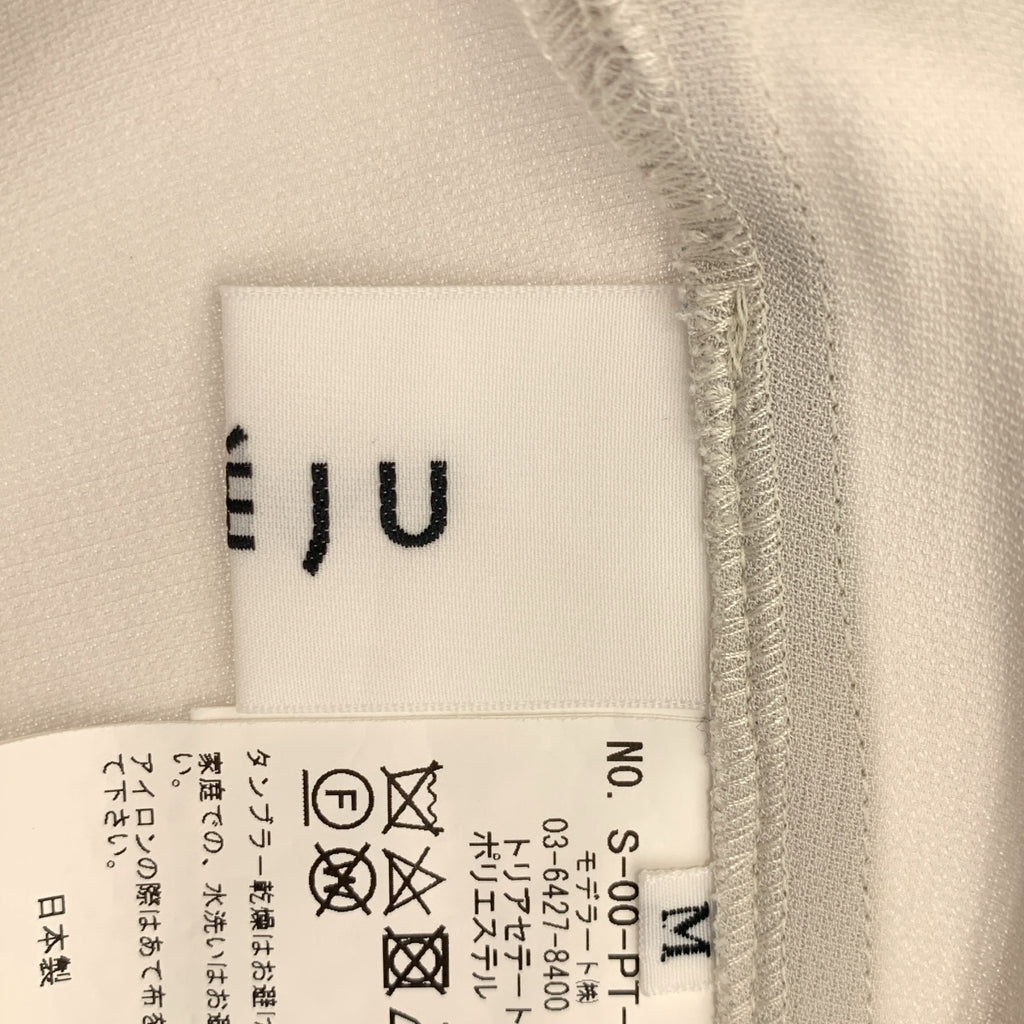 ÈJU
M
NO. S-00-PT-
モデラート㈱
03-6427-8400
トリアセテート
ポリエステル
F
W
タンブラー乾燥はお避け
家庭での、水洗いはお避
い。
アイロンの際はあて布を
て下さい。
日本製